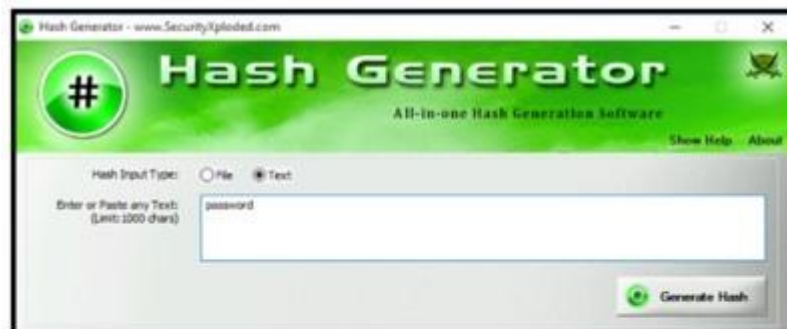 Hash Generator - www.SecurityXploded.com
#
Hash Generator
All-in-one Hash Generation Software
Show Help About
Hash Input Type: File Text
Enter or Paste any Text: password
(Limit: 1000 chars)
Generate Hash